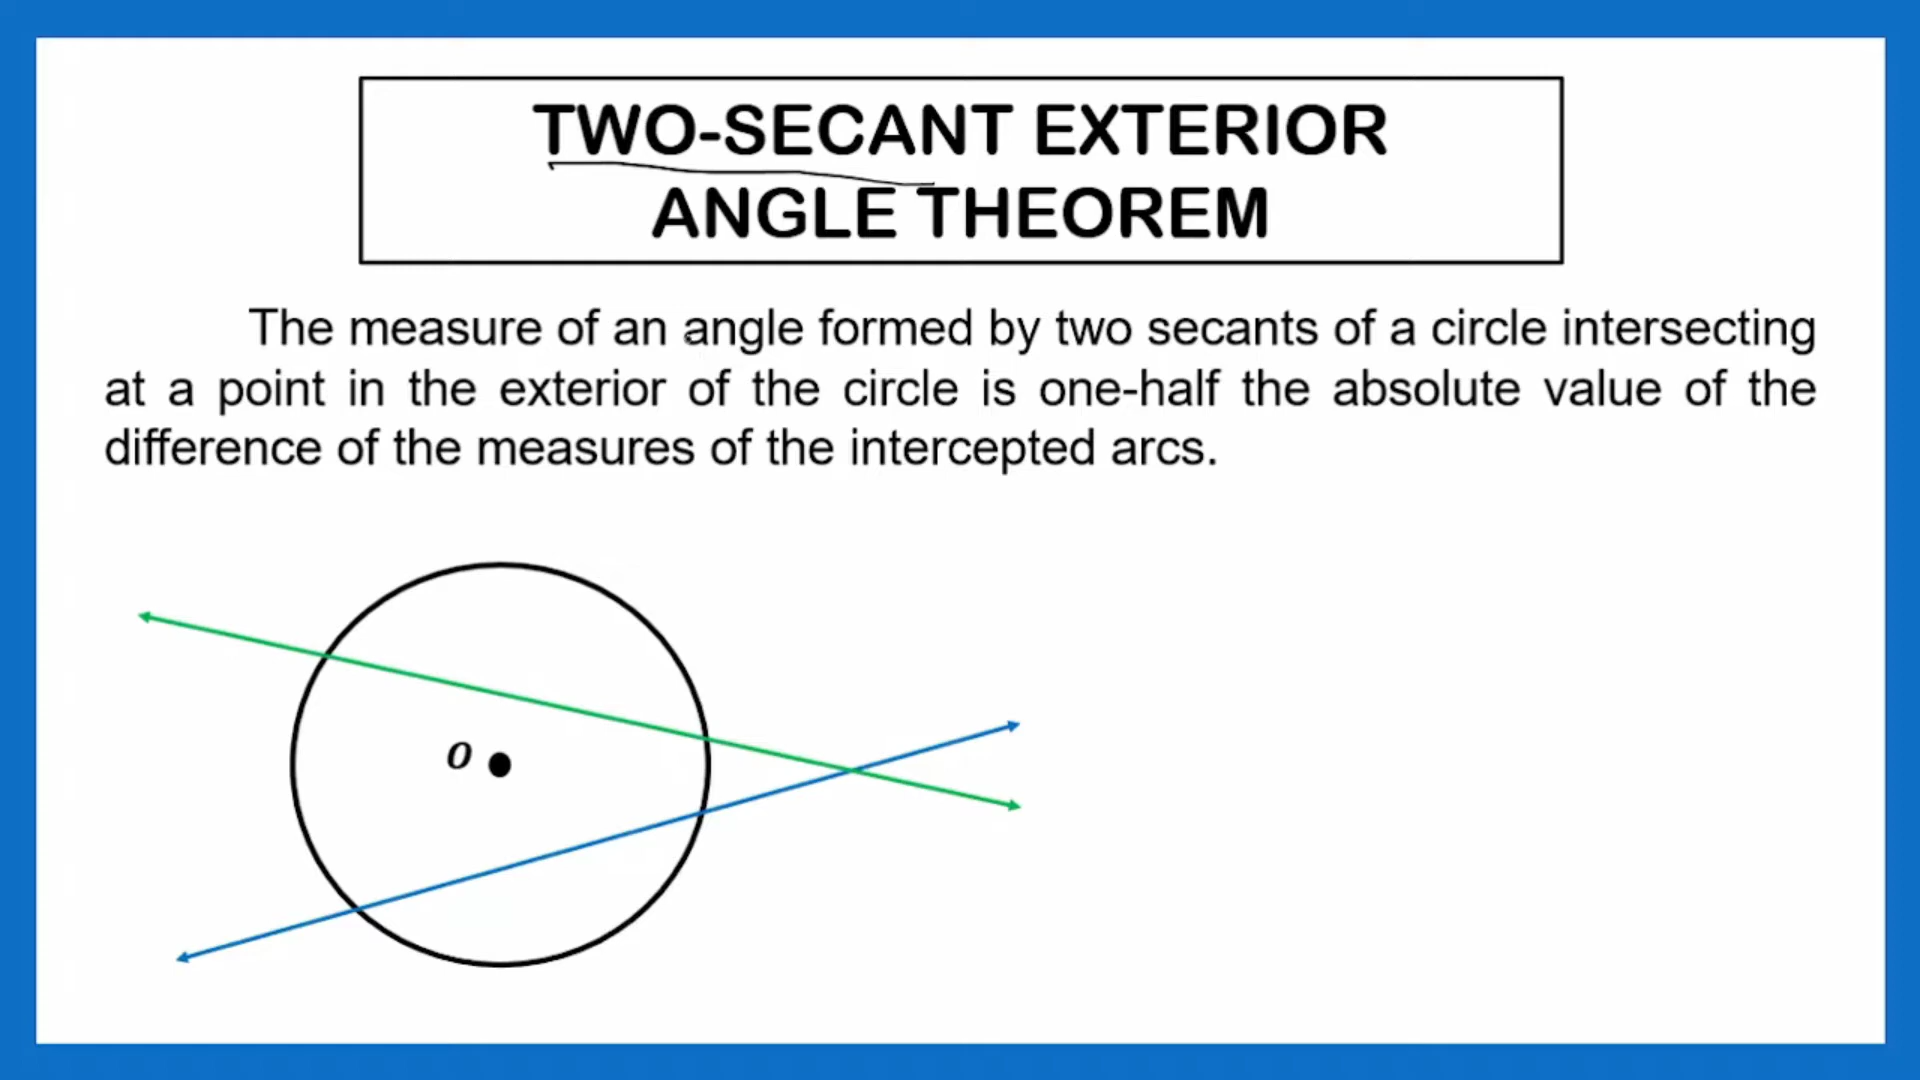 TWO-SECANT EXTERIOR
ANGLE THEOREM
The measure of an angle formed by two secants of a circle intersecting
at a point in the exterior of the circle is one-half the absolute value of the
difference of the measures of the intercepted arcs.
O